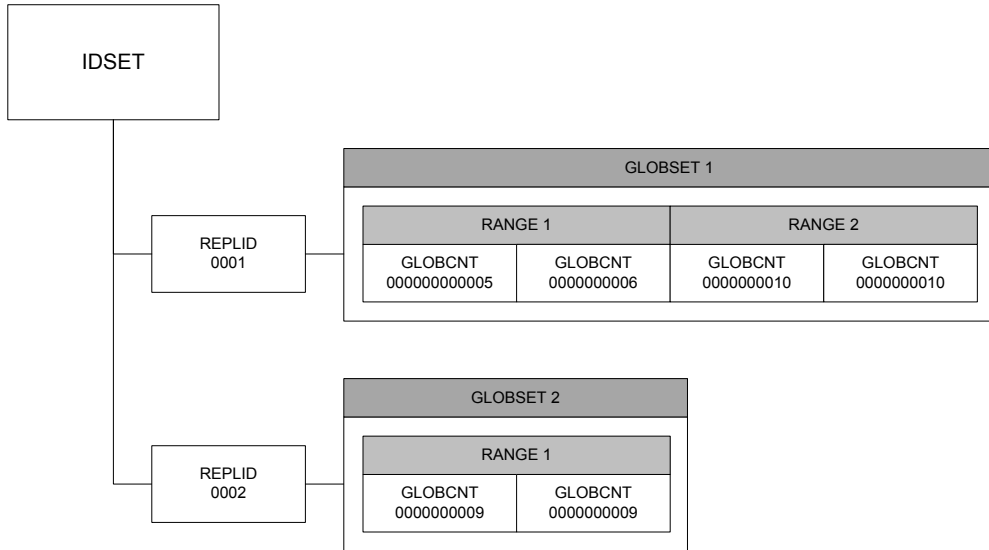 IDSET
GLOBSET 1
RANGE 1 RANGE 2
REPLID
0001
GLOBCNT GLOBCNT GLOBCNT GLOBCNT
000000000005 0000000006 0000000010 0000000010
GLOBSET 2
RANGE 1
REPLID
0002
GLOBCNT GLOBCNT
0000000009 0000000009